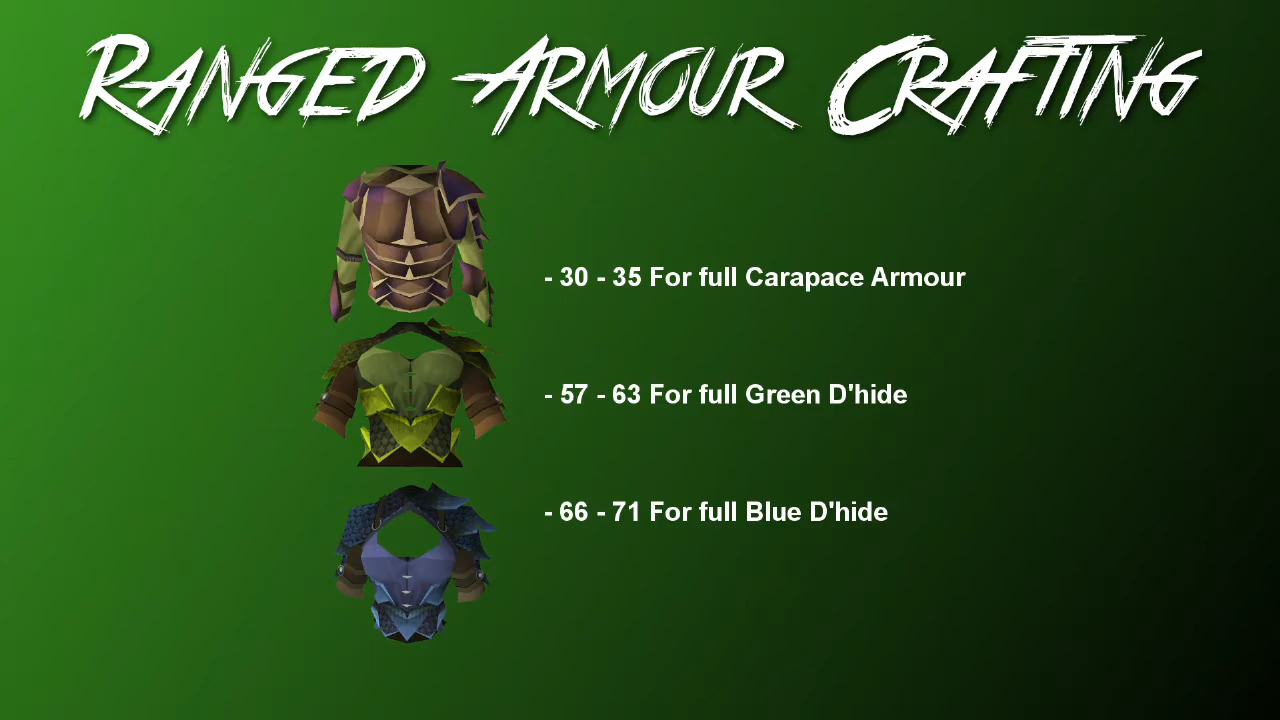 Ranged Armour Crafting
- 30 - 35 For full Carapace Armour
- 57 - 63 For full Green D'hide
- 66 - 71 For full Blue D'hide